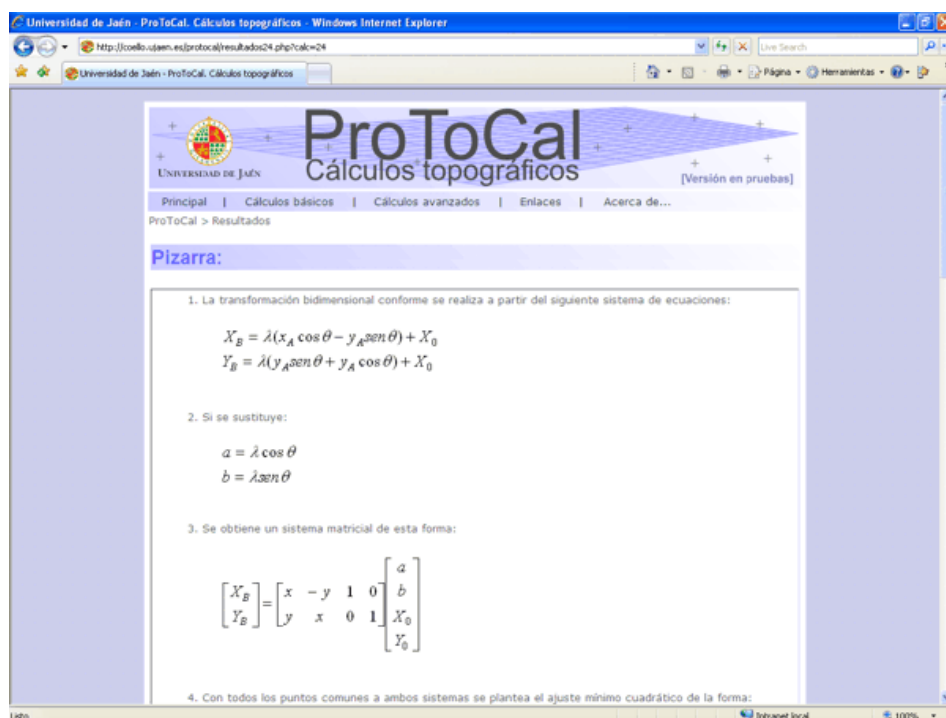 Universidad de Jaén - ProToCal. Cálculos topográficos - Windows Internet Explorer
http://coello.ujaen.es/protocal/resultados24.php?calc=24
Live Search
Universidad de Jaén - ProToCal. Cálculos topográficos
Página
Herramientas
ProToCal
Cálculos topográficos
UNIVERSIDAD DE JAÉN
[Versión en pruebas]
Principal | Cálculos básicos | Cálculos avanzados | Enlaces | Acerca de...
ProToCal > Resultados
Pizarra:
1. La transformación bidimensional conforme se realiza a partir del siguiente sistema de ecuaciones:
X_B = λ(x_A cos θ − y_A sen θ) + X_0
Y_B = λ(y_A sen θ + y_A cos θ) + X_0
2. Si se sustituye:
a = λ cos θ
b = λ sen θ
3. Se obtiene un sistema matricial de esta forma:
[X_B; Y_B] = [x −y 1 0; y x 0 1] [a; b; X_0; Y_0]
4. Con todos los puntos comunes a ambos sistemas se plantea el ajuste mínimo cuadrático de la forma:
Listo
Intranet local
100%